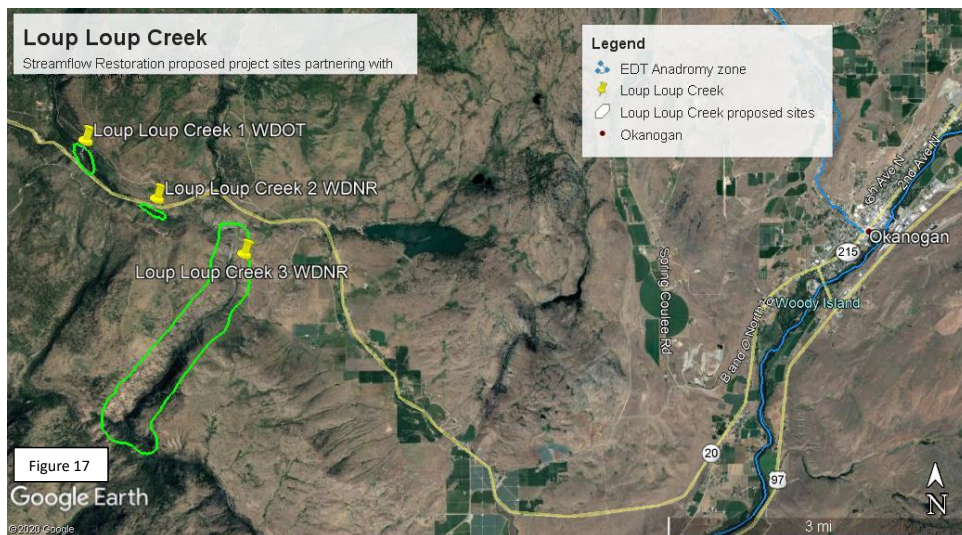 Loup Loup Creek
Streamflow Restoration proposed project sites partnering with
Legend
EDT Anadromy zone
Loup Loup Creek
Loup Loup Creek proposed sites
Okanogan
Loup Loup Creek 1 WDOT
Loup Loup Creek 2 WDNR
Loup Loup Creek 3 WDNR
6th Ave N
2nd Ave N
Okanogan
215
Woody Island
Spring Coulee Rd
B and O North
20
97
Figure 17
Google Earth
© 2020 Google
N
3 mi